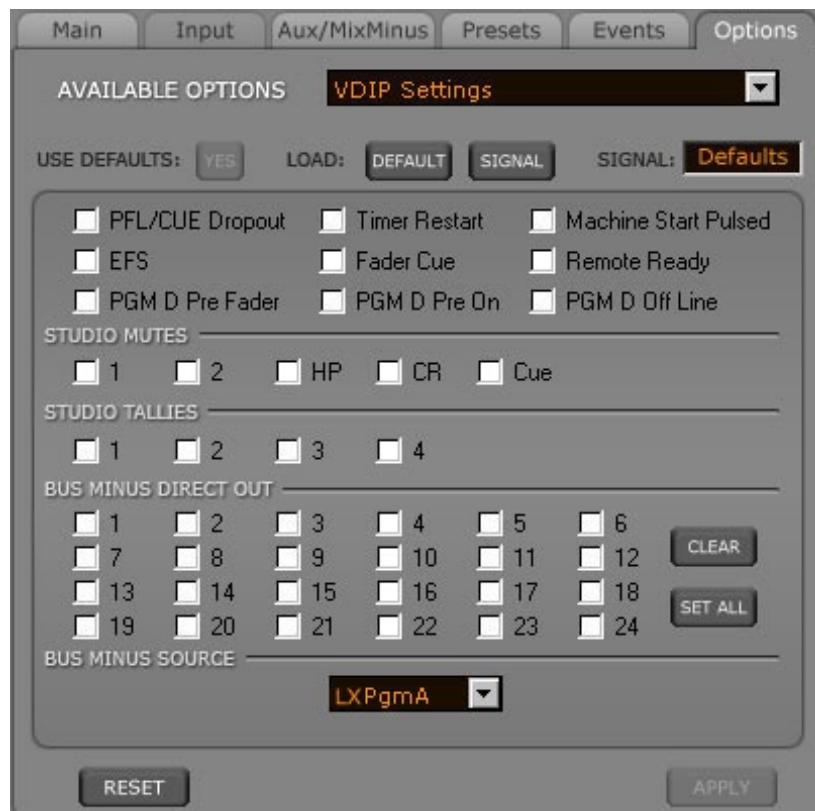 Main Input Aux/MixMinus Presets Events Options
AVAILABLE OPTIONS VDIP Settings
USE DEFAULTS: YES LOAD: DEFAULT SIGNAL SIGNAL: Defaults
PFL/CUE Dropout Timer Restart Machine Start Pulsed
EFS Fader Cue Remote Ready
PGM D Pre Fader PGM D Pre On PGM D Off Line
STUDIO MUTES
1 2 HP CR Cue
STUDIO TALLIES
1 2 3 4
BUS MINUS DIRECT OUT
1 2 3 4 5 6
7 8 9 10 11 12 CLEAR
13 14 15 16 17 18
19 20 21 22 23 24 SET ALL
BUS MINUS SOURCE
LXPgmA
RESET APPLY